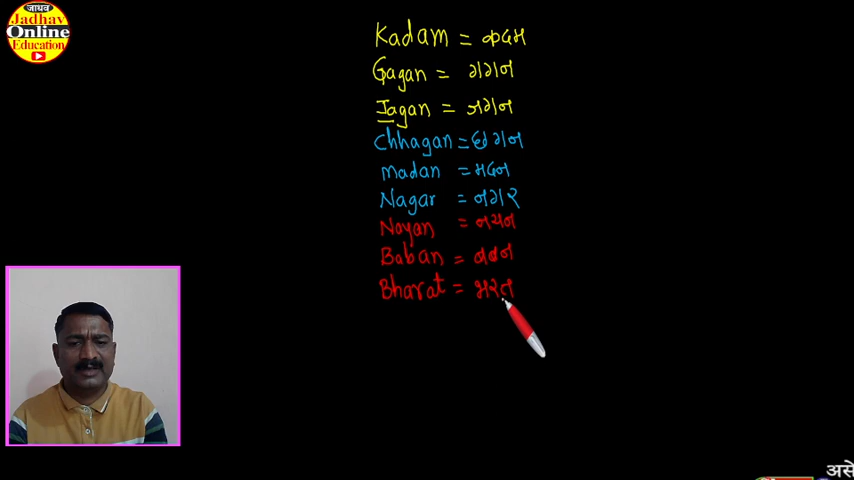 जाधव
Jadhav
Online
Education
Kadam = કદમ
Gagan = ગગન
Jagan = જગન
Chhagan = છગન
Madan = મદન
Nagar = નગર
Nayan = નયન
Baban = બબન
Bharat = ભરત
असे